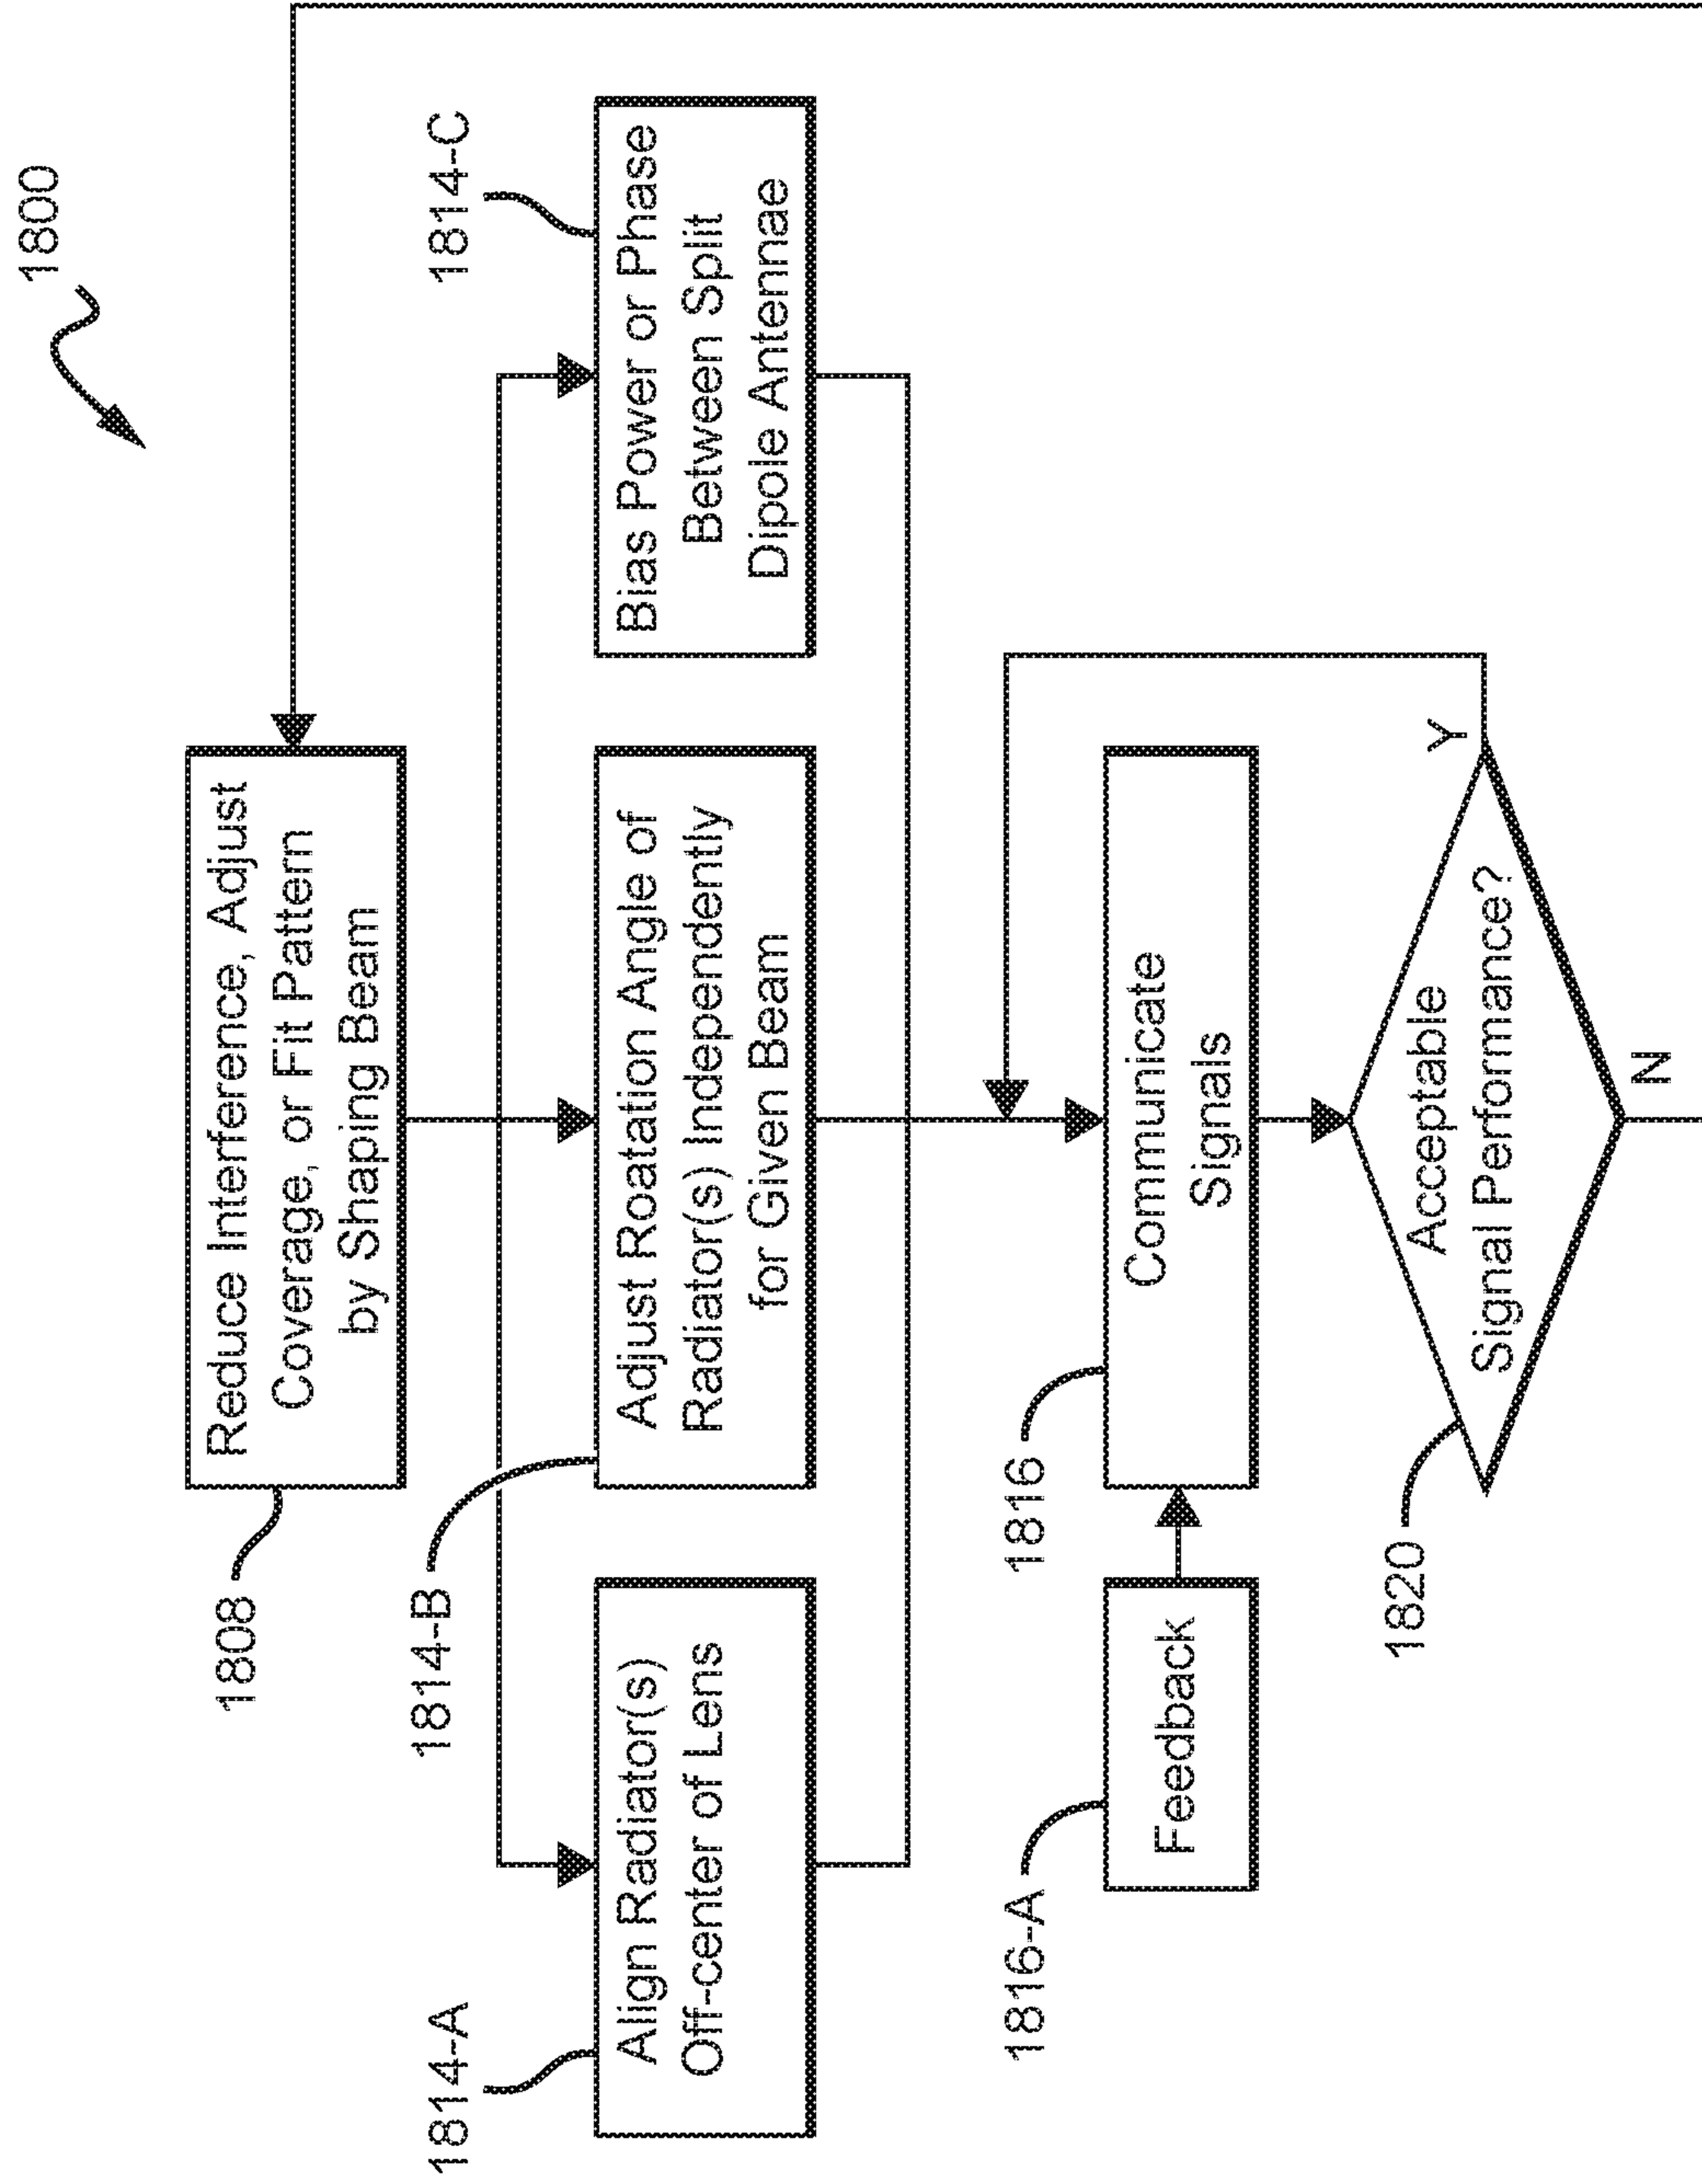 1800
1808
Reduce Interference, Adjust
Coverage, or Fit Pattern
by Shaping Beam
1814-A
Align Radiator(s)
Off-center of Lens
1814-B
Adjust Roatation Angle of
Radiator(s) Independently
for Given Beam
1814-C
Bias Power or Phase
Between Split
Dipole Antennae
1816-A
Feedback
1816
Communicate
Signals
1820
Acceptable
Signal Performance?
Y
N